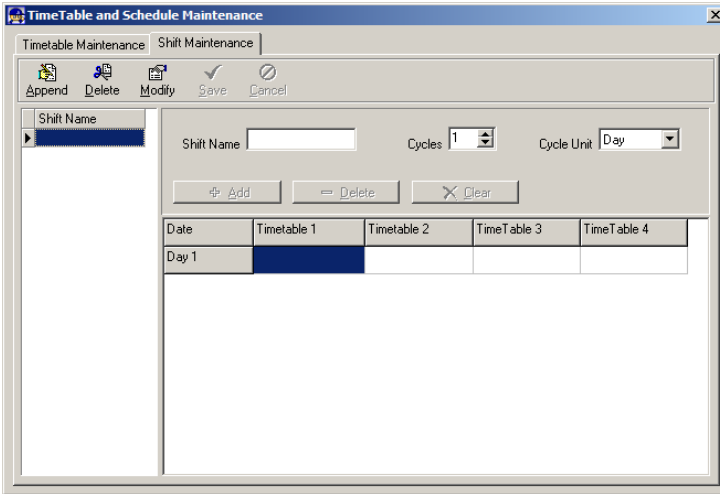 TimeTable and Schedule Maintenance
Timetable Maintenance Shift Maintenance
Append Delete Modify Save Cancel
Shift Name
Shift Name Cycles 1 Cycle Unit Day
Add Delete Clear
Date Timetable 1 Timetable 2 TimeTable 3 TimeTable 4
Day 1